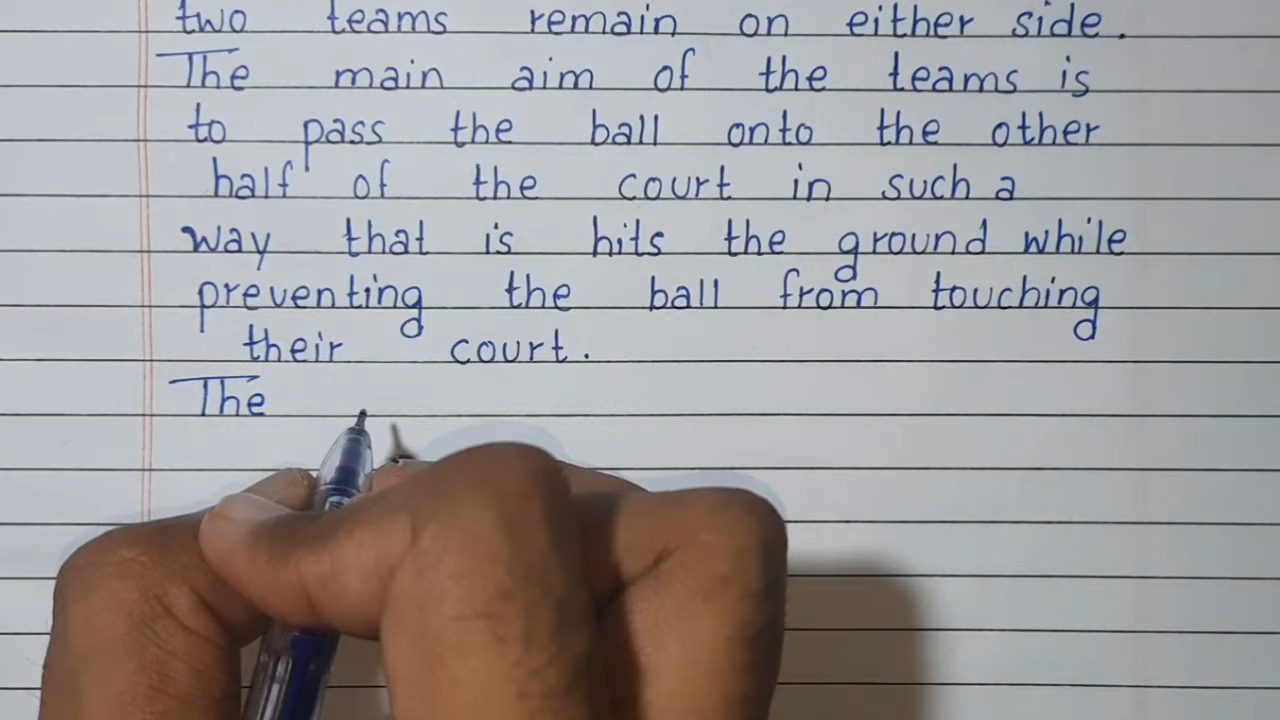 two teams remain on either side.
The main aim of the teams is
to pass the ball onto the other
half of the court in such a
way that is hits the ground while
preventing the ball from touching
their court.
The